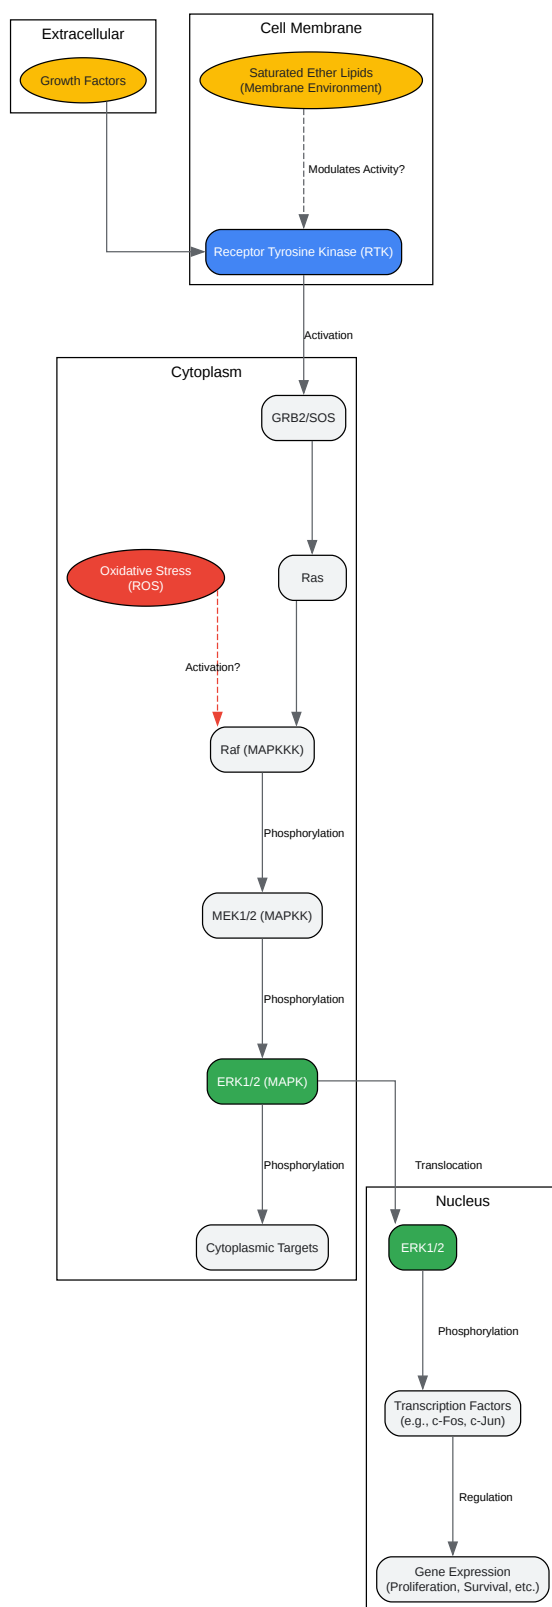 Extracellular
Growth Factors
Cell Membrane
Saturated Ether Lipids
(Membrane Environment)
Modulates Activity?
Receptor Tyrosine Kinase (RTK)
Activation
Cytoplasm
GRB2/SOS
Oxidative Stress
(ROS)
Ras
Activation?
Raf (MAPKKK)
Phosphorylation
MEK1/2 (MAPKK)
Phosphorylation
ERK1/2 (MAPK)
Phosphorylation
Translocation
Cytoplasmic Targets
Nucleus
ERK1/2
Phosphorylation
Transcription Factors
(e.g., c-Fos, c-Jun)
Regulation
Gene Expression
(Proliferation, Survival, etc.)